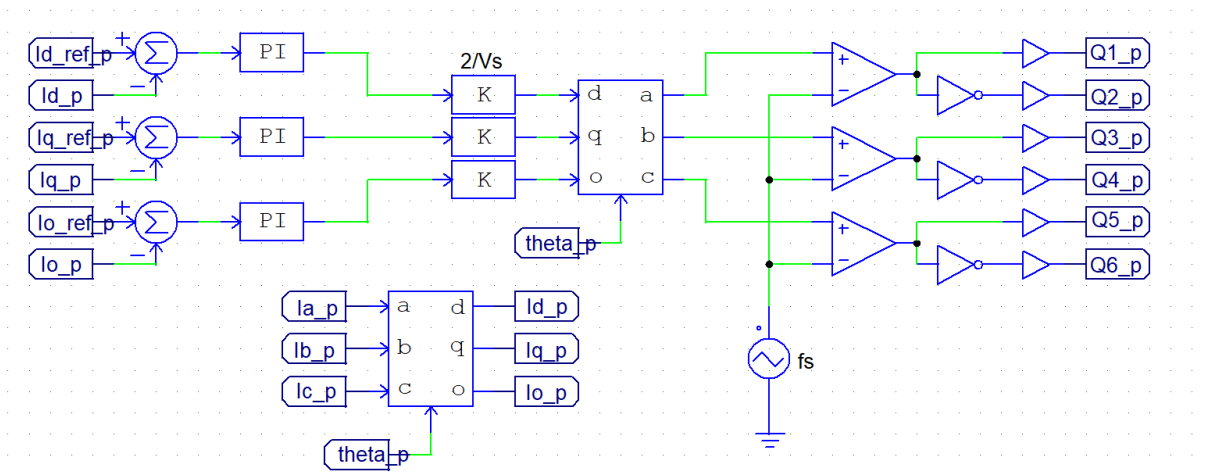 Id_ref_p
+
Σ
PI
Id_p
−
2/Vs
K
d
a
+
−
Q1_p
Q2_p
Iq_ref_p
+
Σ
PI
Iq_p
−
K
q
b
+
−
Q3_p
Q4_p
Io_ref_p
+
Σ
PI
Io_p
−
K
o
c
+
−
Q5_p
Q6_p
theta_p
Ia_p
a
d
Id_p
Ib_p
b
q
Iq_p
Ic_p
c
o
Io_p
theta_p
fs